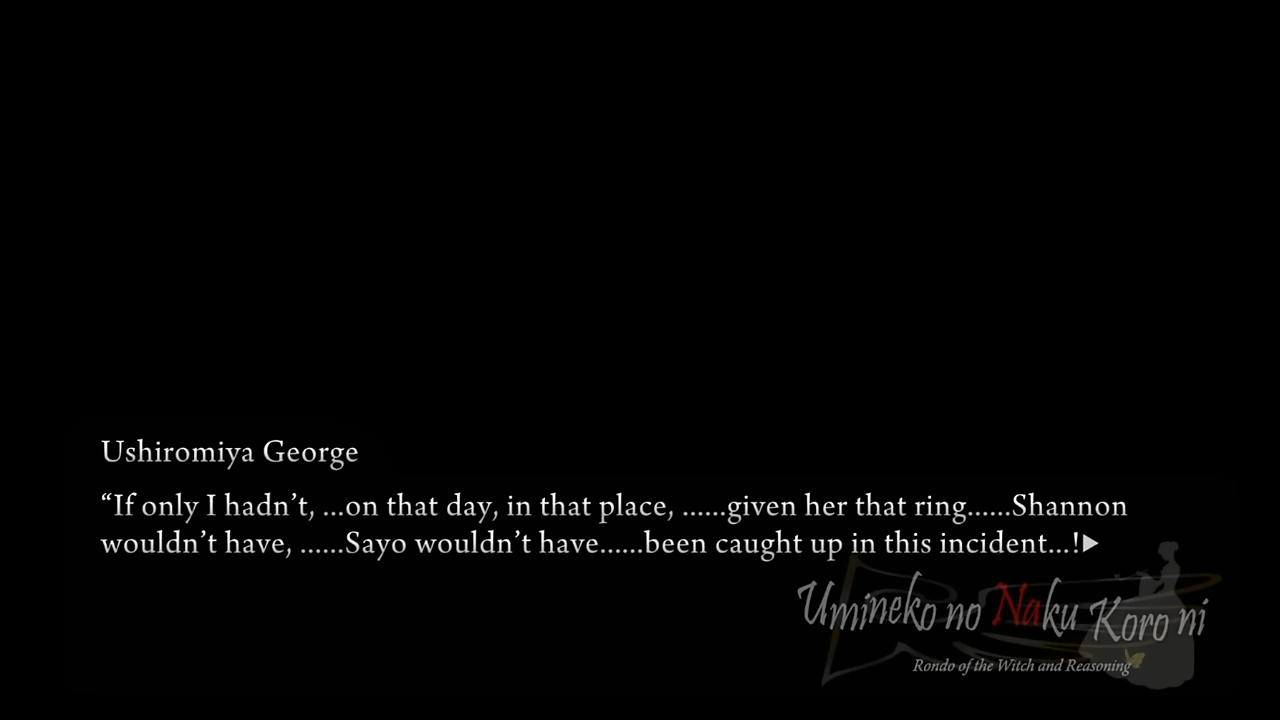 Ushiromiya George
“If only I hadn’t, ...on that day, in that place, ......given her that ring......Shannon
wouldn’t have, ......Sayo wouldn’t have......been caught up in this incident...!▶
Umineko no Naku Koro ni
Rondo of the Witch and Reasoning